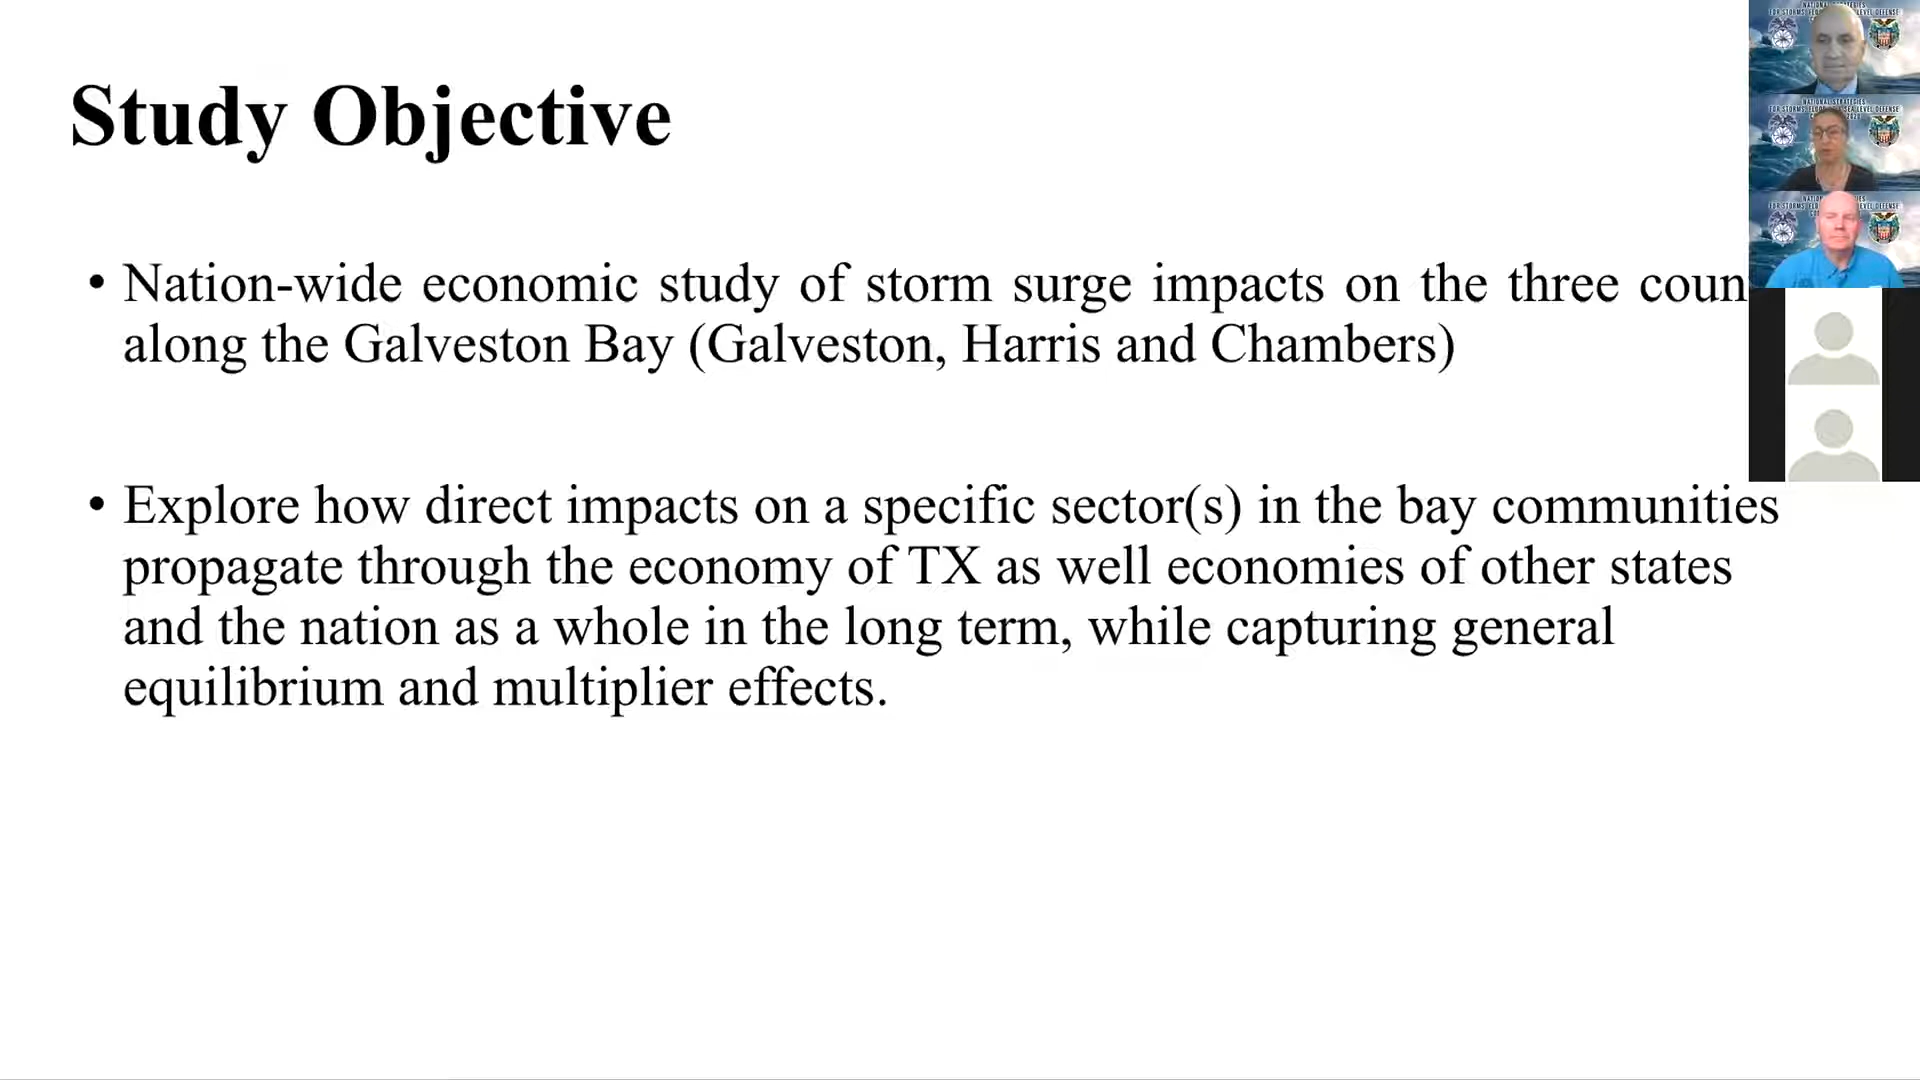 Study Objective
• Nation-wide economic study of storm surge impacts on the three coun
along the Galveston Bay (Galveston, Harris and Chambers)
• Explore how direct impacts on a specific sector(s) in the bay communities
propagate through the economy of TX as well economies of other states
and the nation as a whole in the long term, while capturing general
equilibrium and multiplier effects.